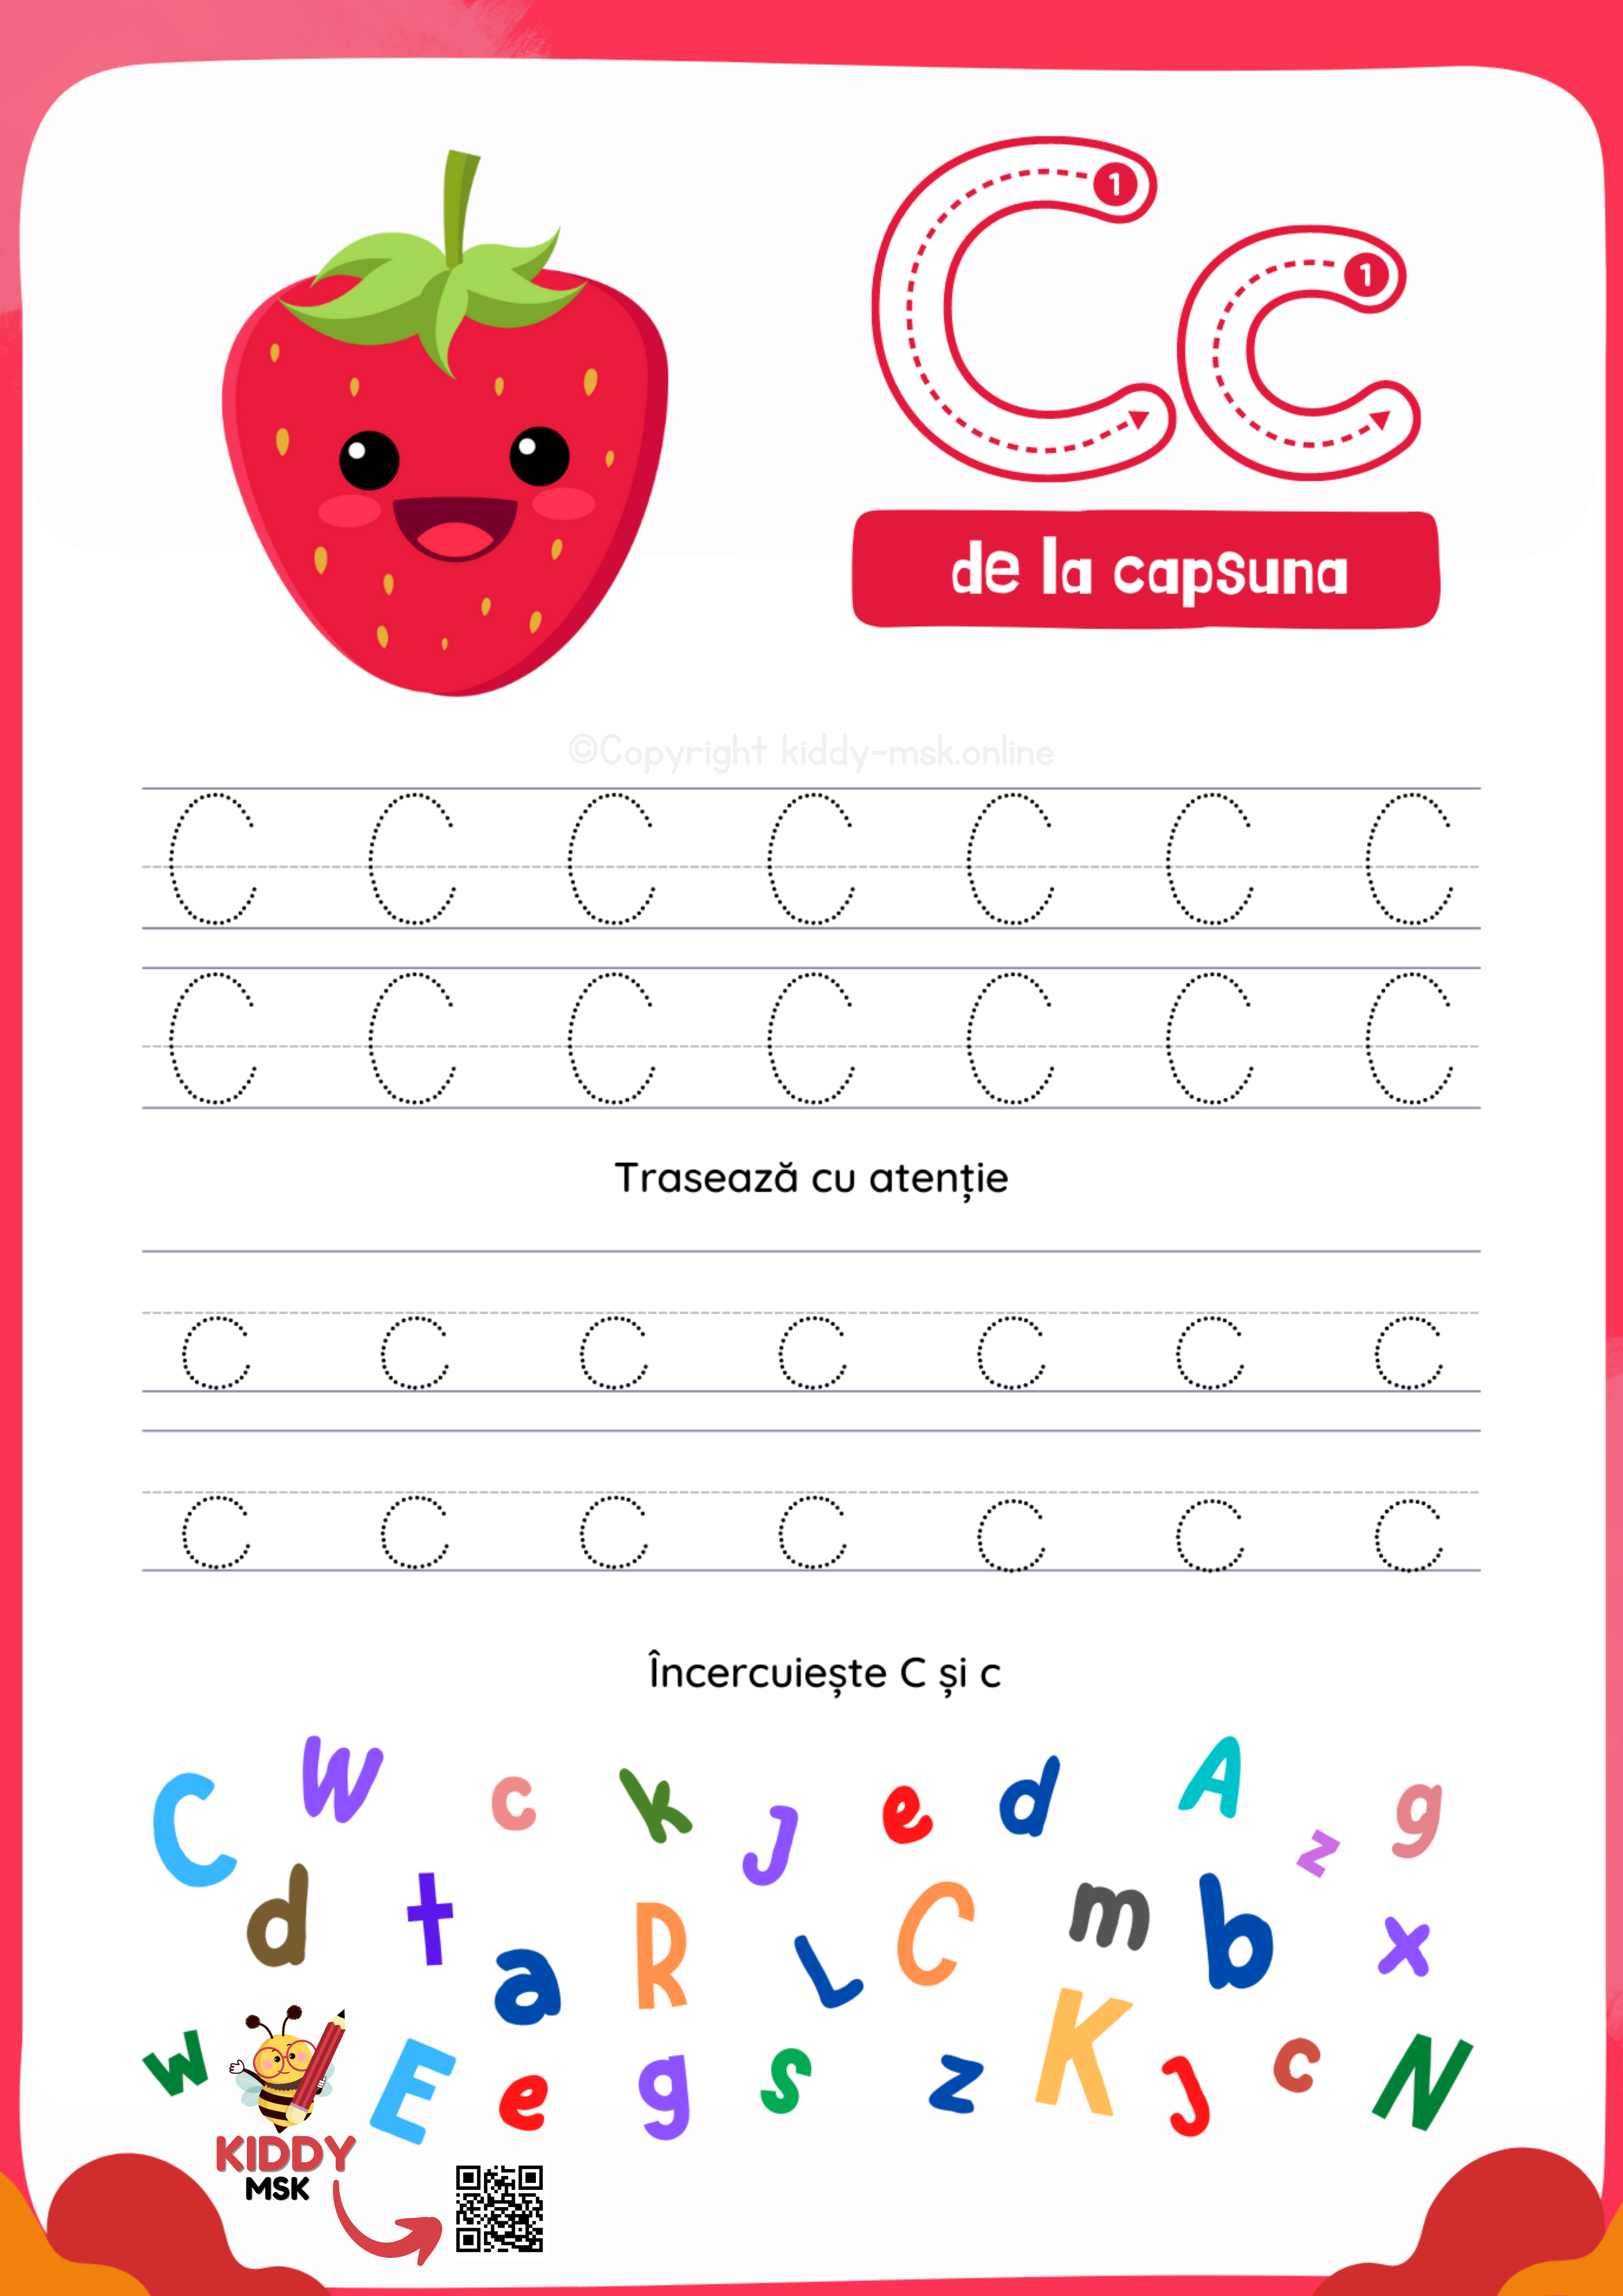 Cc
1
1
de la capsuna
©Copyright kiddy-msk.online
C C C C C C C
C C C C C C C
Trasează cu atenție
c c c c c c c
c c c c c c c
Încercuiește C și c
C W c k J e d A z g
d t a R L C m b x
w E e g s z K J c N
KIDDY
MSK